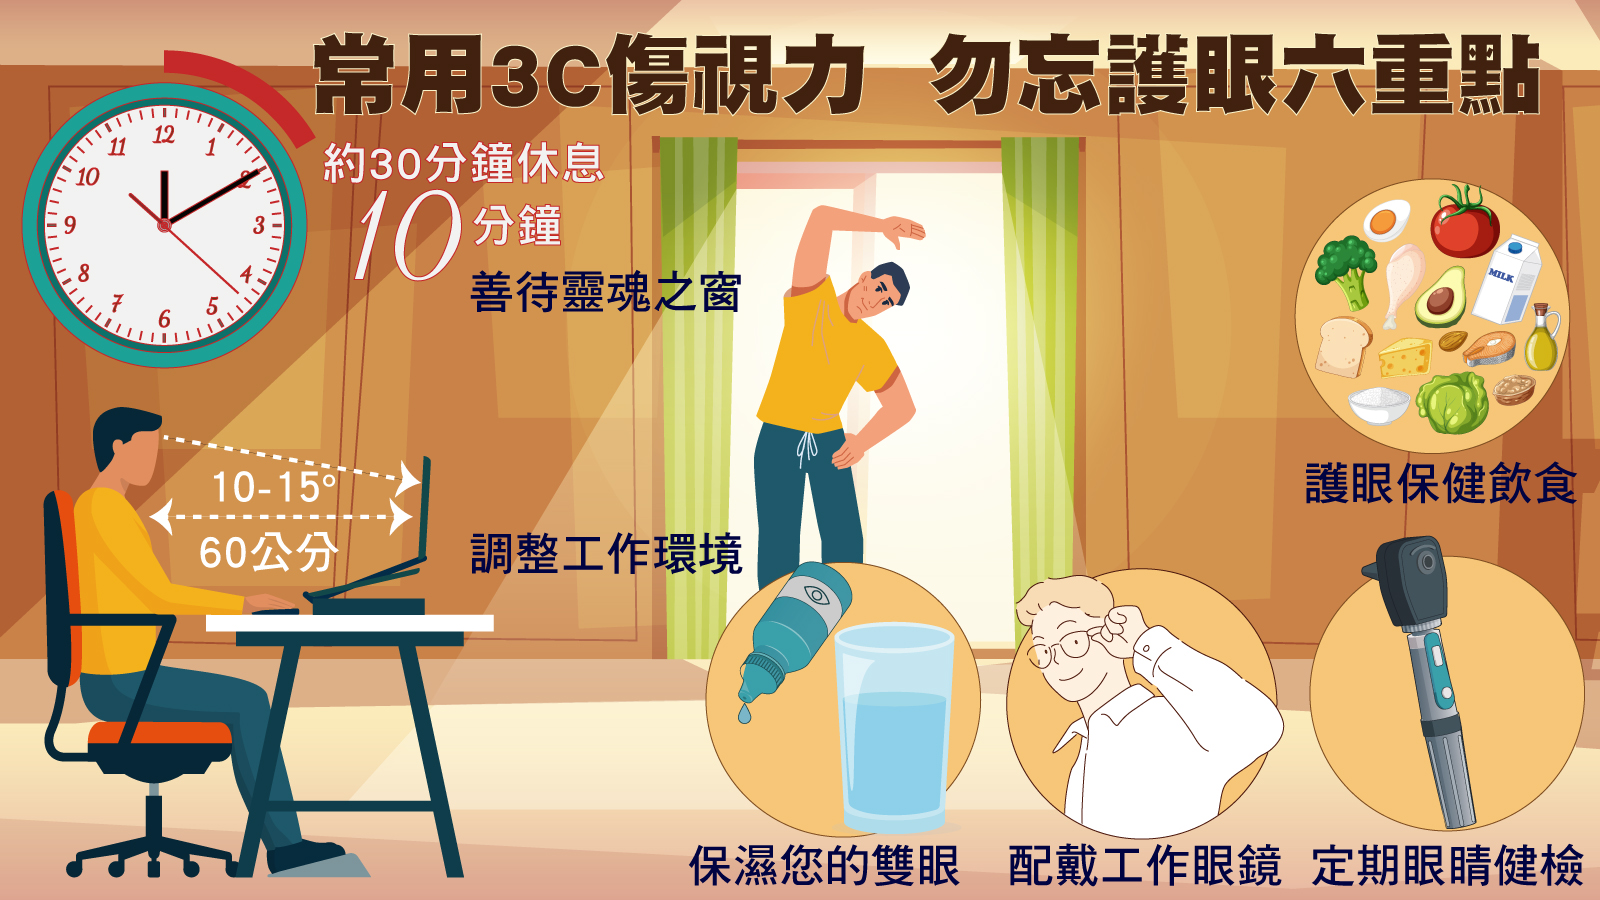 常用3C傷視力 勿忘護眼六重點
約30分鐘休息
10分鐘
善待靈魂之窗
12
1
2
3
4
5
6
7
8
9
10
11
MILK
護眼保健飲食
10-15°
60公分
調整工作環境
保濕您的雙眼
配戴工作眼鏡
定期眼睛健檢